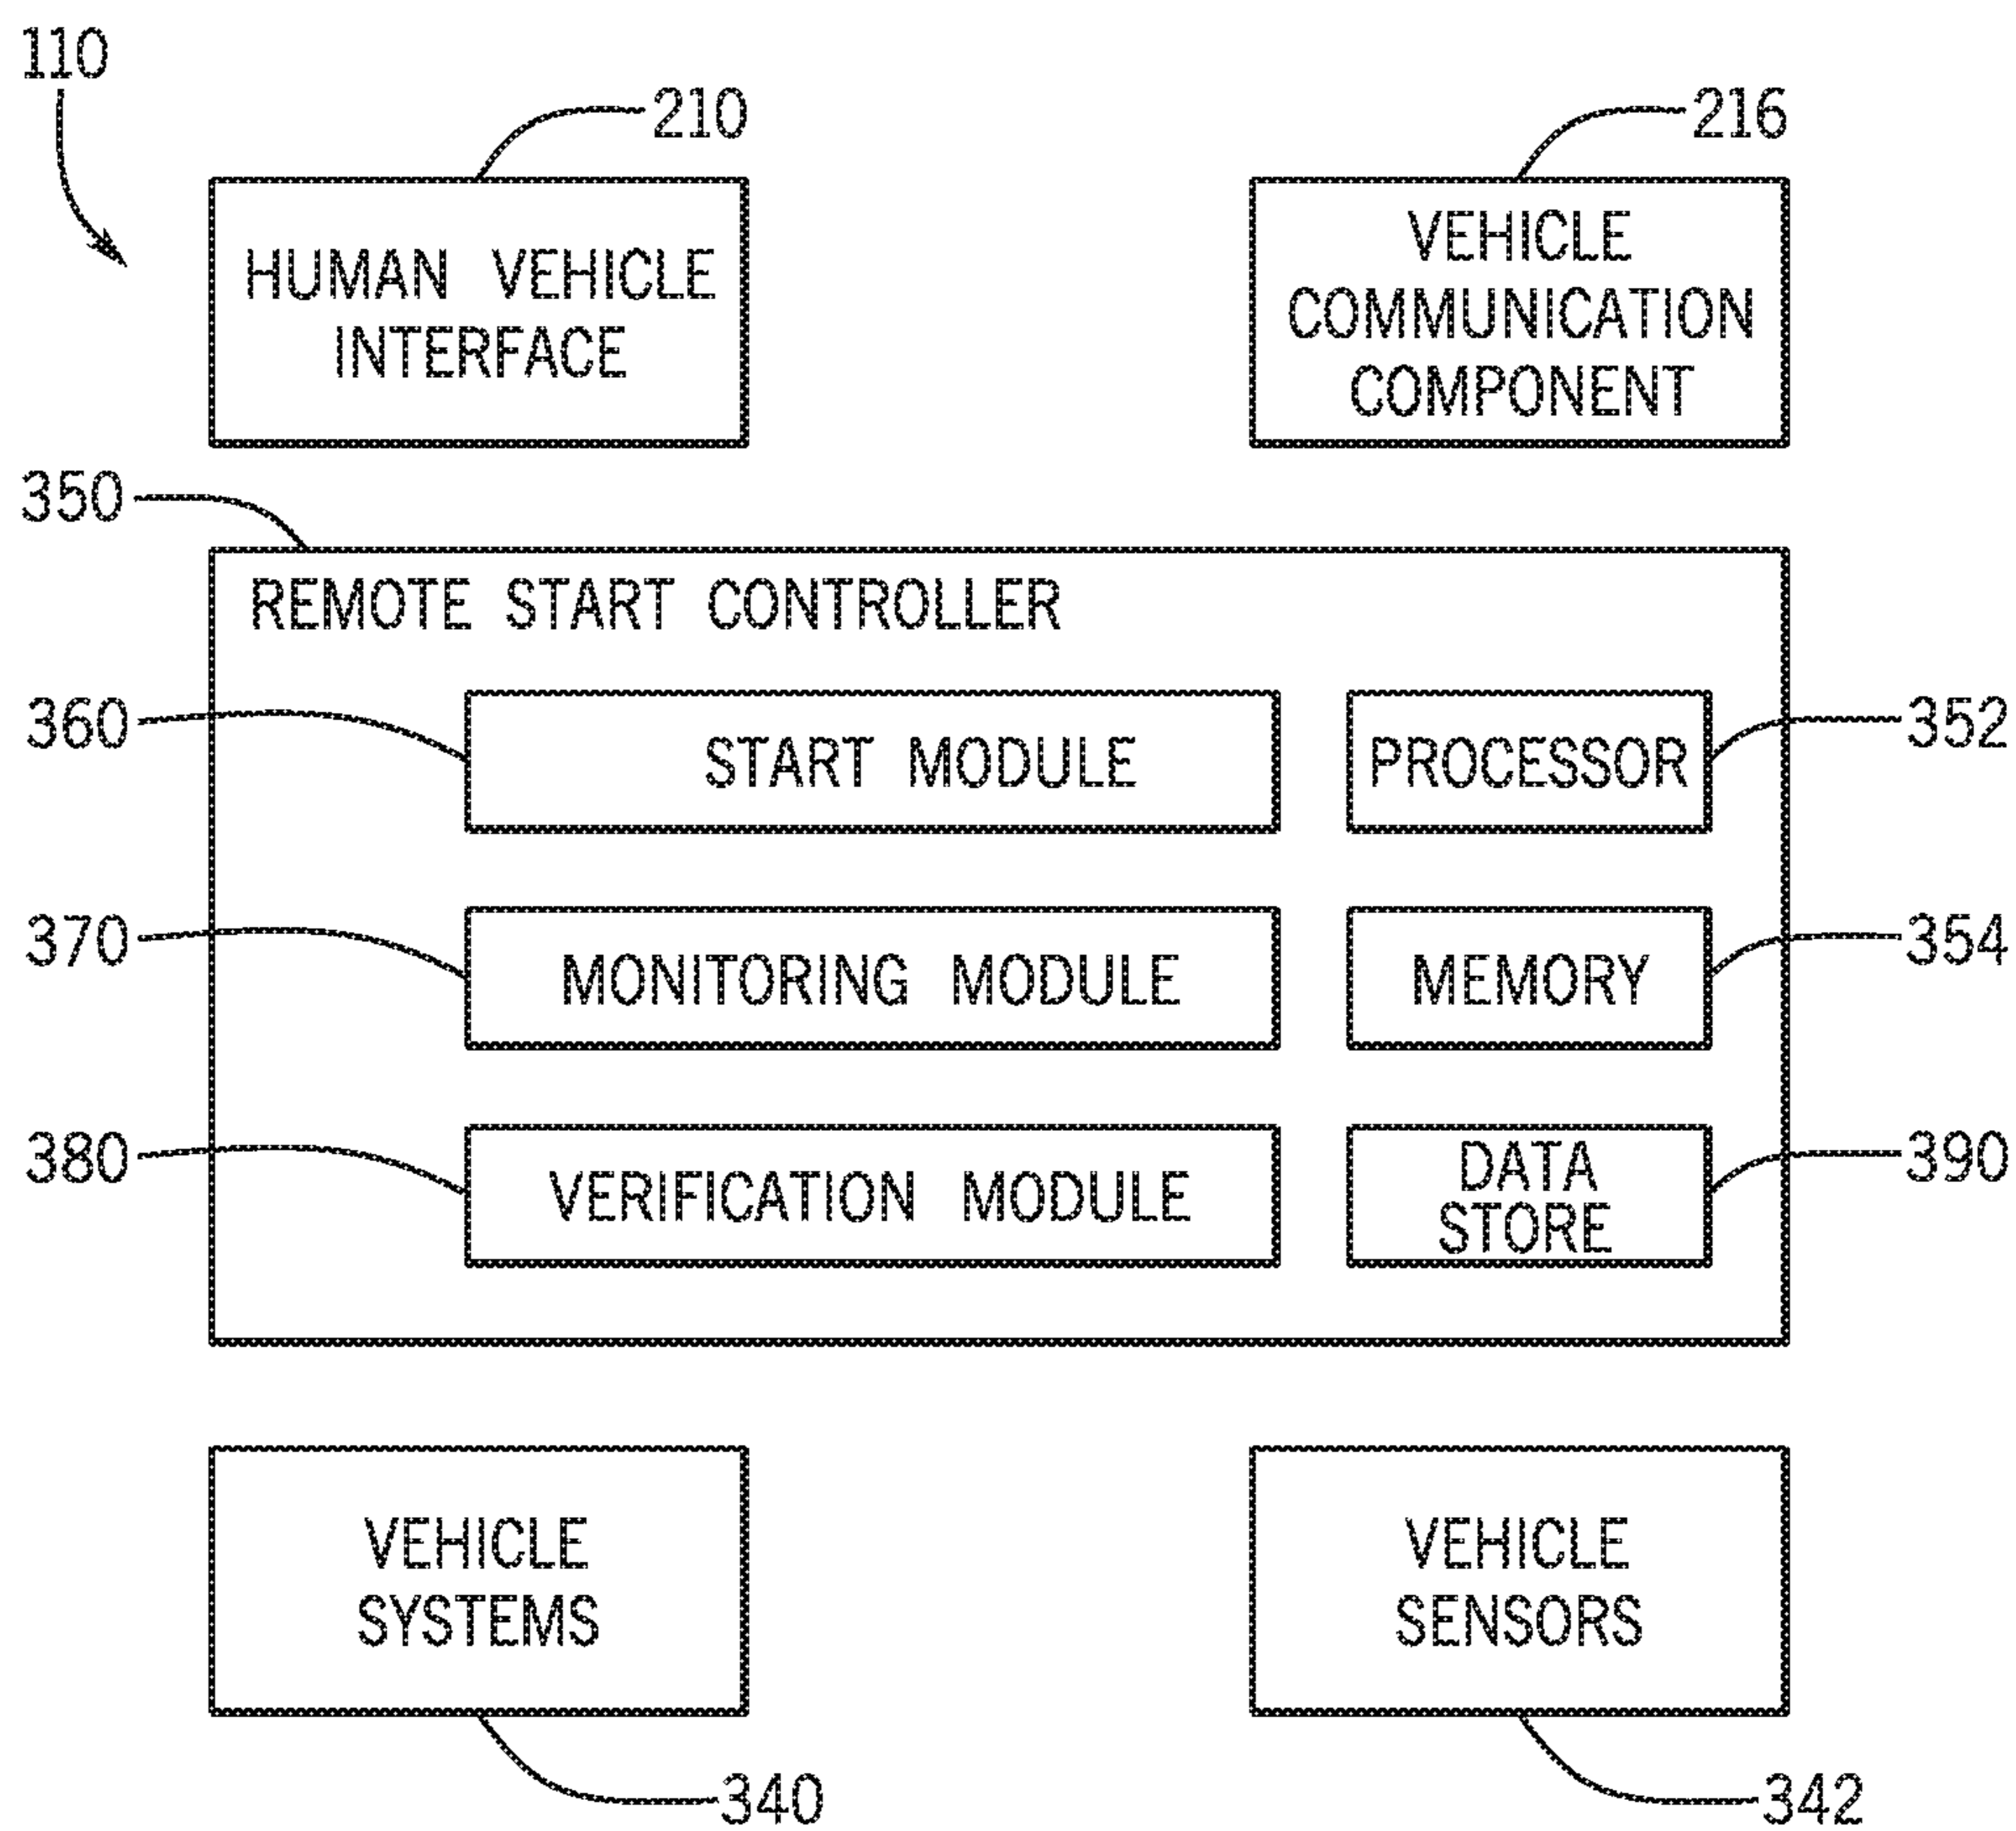 110
210
216
HUMAN VEHICLE
INTERFACE
VEHICLE
COMMUNICATION
COMPONENT
350
REMOTE START CONTROLLER
360
START MODULE
PROCESSOR
352
370
MONITORING MODULE
MEMORY
354
380
VERIFICATION MODULE
DATA
STORE
390
VEHICLE
SYSTEMS
VEHICLE
SENSORS
340
342